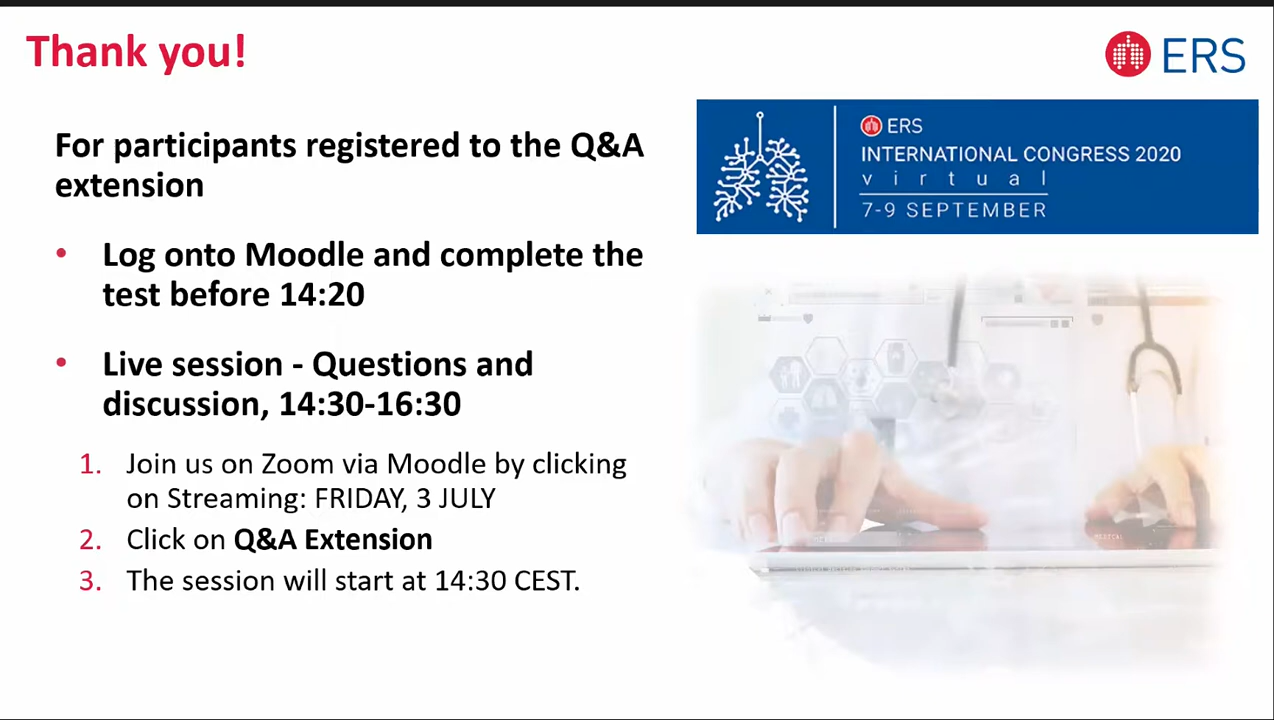 Thank you!
ERS
For participants registered to the Q&A
extension
• Log onto Moodle and complete the
test before 14:20
• Live session - Questions and
discussion, 14:30-16:30
1. Join us on Zoom via Moodle by clicking
on Streaming: FRIDAY, 3 JULY
2. Click on Q&A Extension
3. The session will start at 14:30 CEST.
ERS
INTERNATIONAL CONGRESS 2020
virtual
7-9 SEPTEMBER